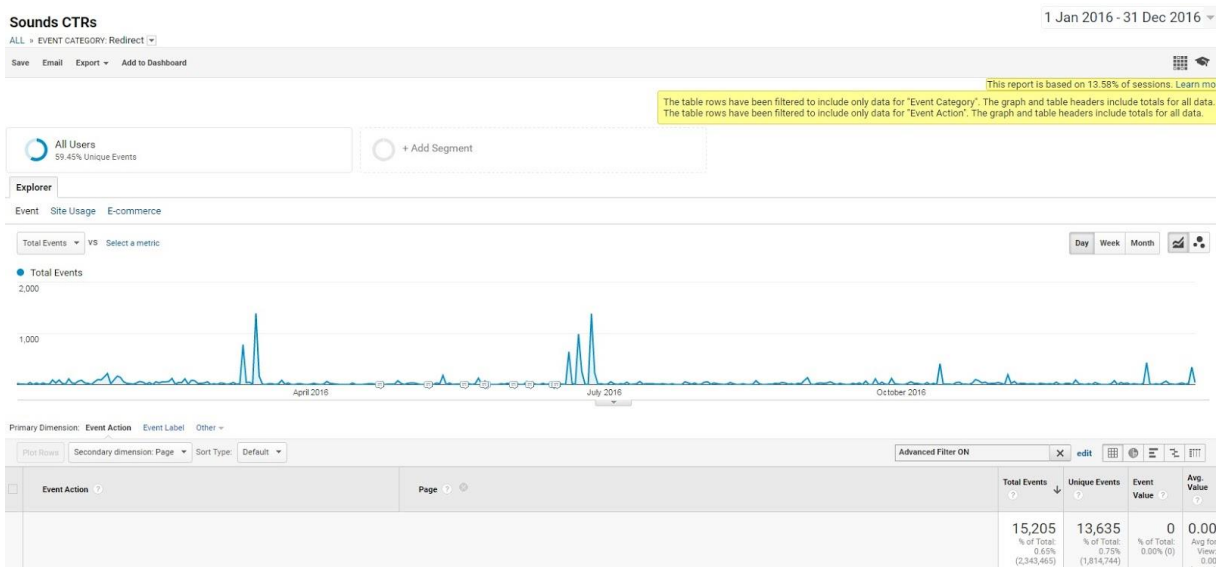 Sounds CTRs
1 Jan 2016 - 31 Dec 2016
ALL » EVENT CATEGORY: Redirect
Save Email Export Add to Dashboard
This report is based on 13.58% of sessions. Learn mo
The table rows have been filtered to include only data for "Event Category". The graph and table headers include totals for all data.
The table rows have been filtered to include only data for "Event Action". The graph and table headers include totals for all data.
All Users
59.45% Unique Events
+ Add Segment
Explorer
Event Site Usage E-commerce
Total Events VS Select a metric
Day Week Month
Total Events
2,000
1,000
April 2016 July 2016 October 2016
Primary Dimension: Event Action Event Label Other
Plot Rows Secondary dimension: Page Sort Type: Default Advanced Filter ON edit
Event Action ? Page ? Total Events ? Unique Events ? Event Value ? Avg. Value ?
15,205 13,635 0 0.00
% of Total: % of Total: % of Total: Avg for
0.65% 0.75% 0.00% (0) View:
(2,343,465) (1,814,744) 0.00